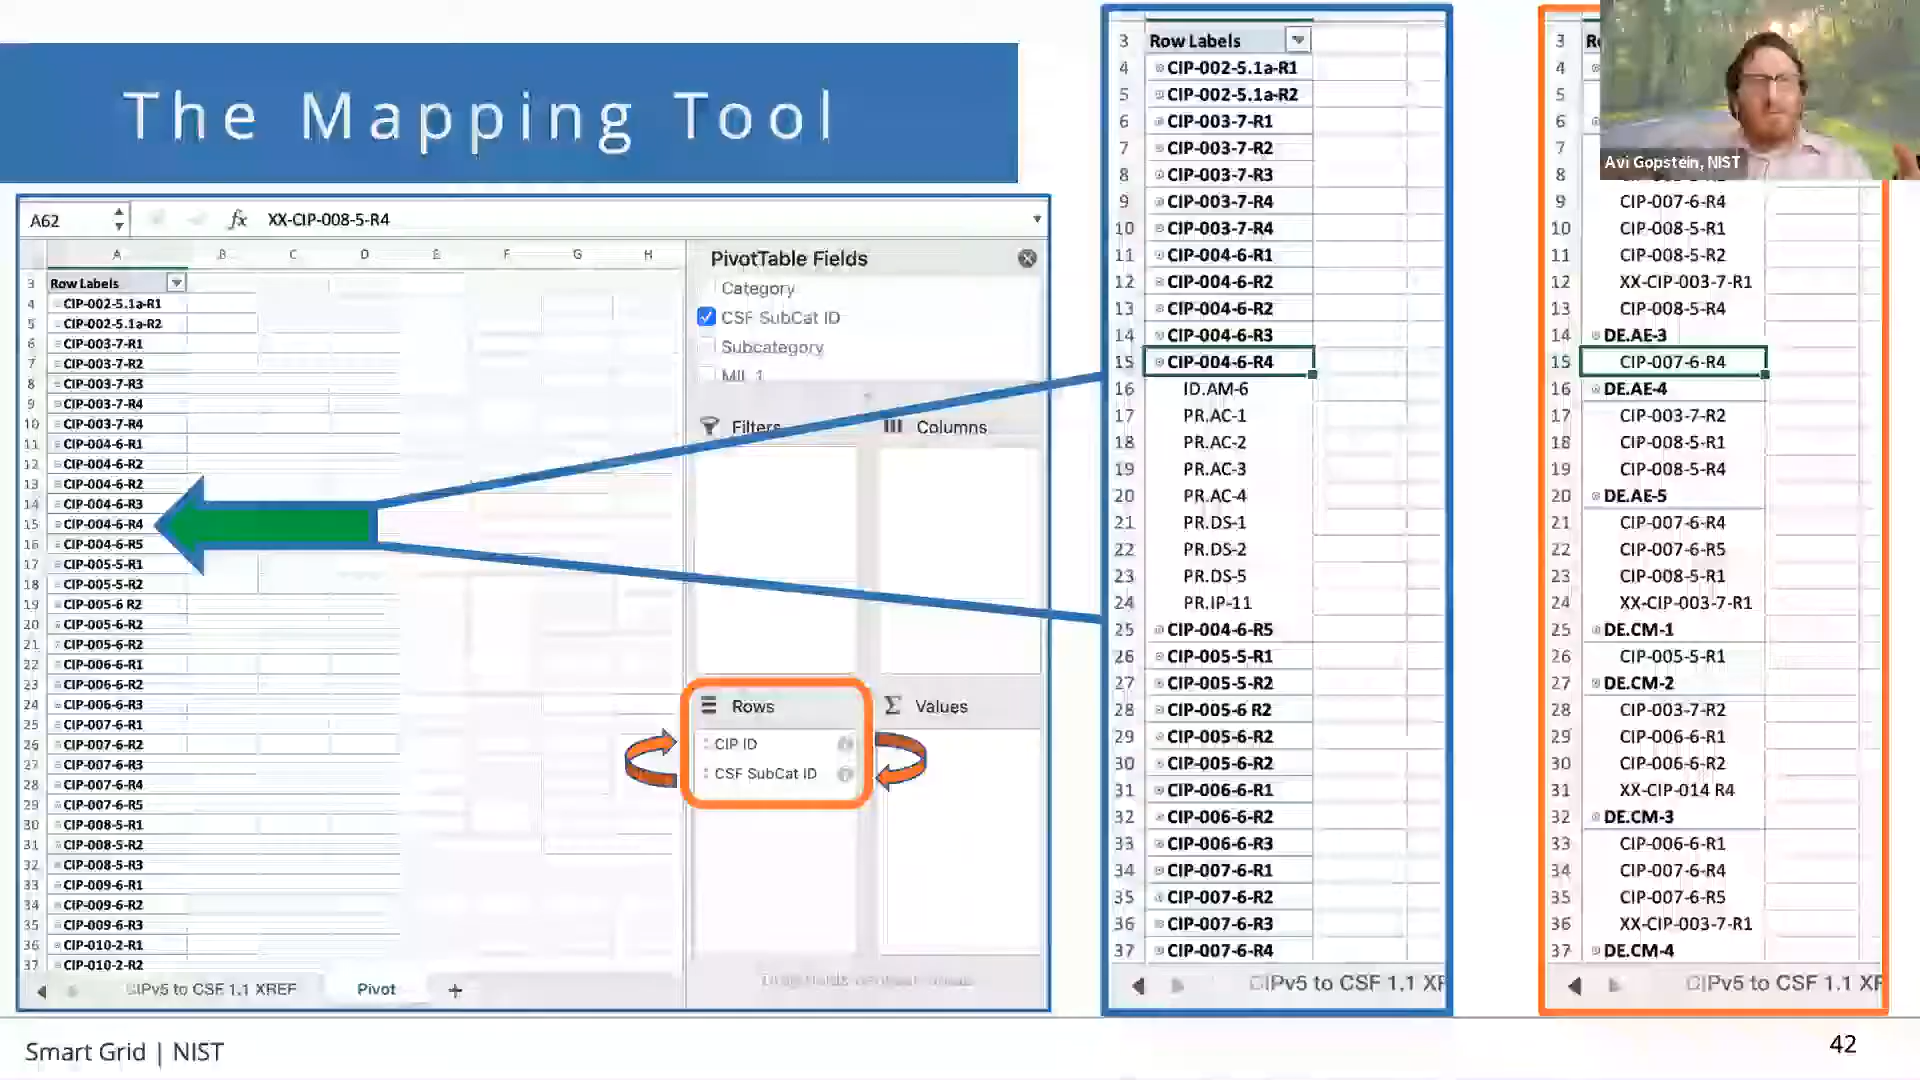 The Mapping Tool
A62
fx
XX-CIP-008-5-R4
A B C D E F G H
3 Row Labels
4 CIP-002-5.1a-R1
5 CIP-002-5.1a-R2
6 CIP-003-7-R1
7 CIP-003-7-R2
8 CIP-003-7-R3
9 CIP-003-7-R4
10 CIP-003-7-R4
11 CIP-004-6-R1
12 CIP-004-6-R2
13 CIP-004-6-R2
14 CIP-004-6-R3
15 CIP-004-6-R4
16 CIP-004-6-R5
17 CIP-005-5-R1
18 CIP-005-5-R2
19 CIP-005-6 R2
20 CIP-005-6-R2
21 CIP-005-6-R2
22 CIP-006-6-R1
23 CIP-006-6-R2
24 CIP-006-6-R3
25 CIP-007-6-R1
26 CIP-007-6-R2
27 CIP-007-6-R3
28 CIP-007-6-R4
29 CIP-007-6-R5
30 CIP-008-5-R1
31 CIP-008-5-R2
32 CIP-008-5-R3
33 CIP-009-6-R1
34 CIP-009-6-R2
35 CIP-009-6-R3
36 CIP-010-2-R1
37 CIP-010-2-R2
CIPv5 to CSF 1.1 XREF
Pivot
+
PivotTable Fields
Category
CSF SubCat ID
Subcategory
MIL 1
Filters
Columns
Rows
Σ Values
CIP ID
CSF SubCat ID
3 Row Labels
4 CIP-002-5.1a-R1
5 CIP-002-5.1a-R2
6 CIP-003-7-R1
7 CIP-003-7-R2
8 CIP-003-7-R3
9 CIP-003-7-R4
10 CIP-003-7-R4
11 CIP-004-6-R1
12 CIP-004-6-R2
13 CIP-004-6-R2
14 CIP-004-6-R3
15 CIP-004-6-R4
16 ID.AM-6
17 PR.AC-1
18 PR.AC-2
19 PR.AC-3
20 PR.AC-4
21 PR.DS-1
22 PR.DS-2
23 PR.DS-5
24 PR.IP-11
25 CIP-004-6-R5
26 CIP-005-5-R1
27 CIP-005-5-R2
28 CIP-005-6 R2
29 CIP-005-6-R2
30 CIP-005-6-R2
31 CIP-006-6-R1
32 CIP-006-6-R2
33 CIP-006-6-R3
34 CIP-007-6-R1
35 CIP-007-6-R2
36 CIP-007-6-R3
37 CIP-007-6-R4
CIPv5 to CSF 1.1 XR
3
4
5
6
7
8
9 CIP-007-6-R4
10 CIP-008-5-R1
11 CIP-008-5-R2
12 XX-CIP-003-7-R1
13 CIP-008-5-R4
14 DE.AE-3
15 CIP-007-6-R4
16 DE.AE-4
17 CIP-003-7-R2
18 CIP-008-5-R1
19 CIP-008-5-R4
20 DE.AE-5
21 CIP-007-6-R4
22 CIP-007-6-R5
23 CIP-008-5-R1
24 XX-CIP-003-7-R1
25 DE.CM-1
26 CIP-005-5-R1
27 DE.CM-2
28 CIP-003-7-R2
29 CIP-006-6-R1
30 CIP-006-6-R2
31 XX-CIP-014 R4
32 DE.CM-3
33 CIP-006-6-R1
34 CIP-007-6-R4
35 CIP-007-6-R5
36 XX-CIP-003-7-R1
37 DE.CM-4
CIPv5 to CSF 1.1 XR
Avi Gopstein, NIST
Smart Grid | NIST
42